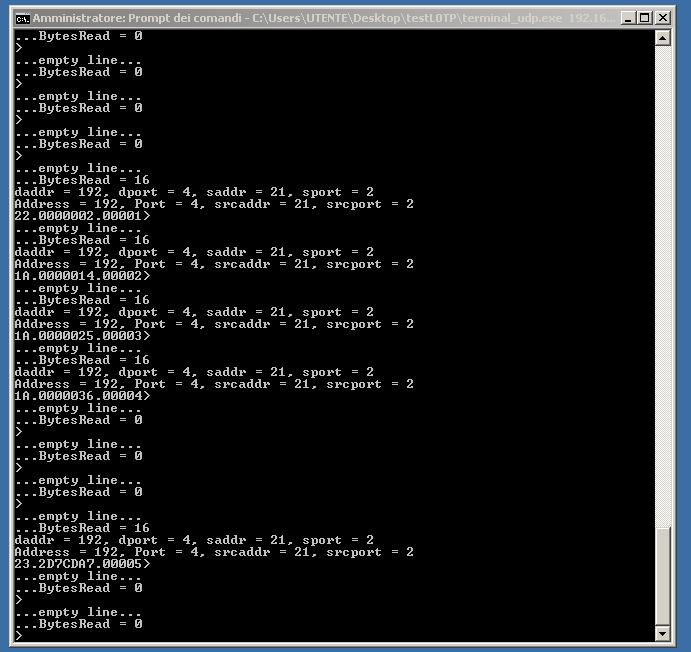 Amministratore: Prompt dei comandi - C:\Users\UTENTE\Desktop\testLOTP\terminal_udp.exe 192.16...
...BytesRead = 0
>
...empty line...
...BytesRead = 0
>
...empty line...
...BytesRead = 0
>
...empty line...
...BytesRead = 0
>
...empty line...
...BytesRead = 16
daddr = 192, dport = 4, saddr = 21, sport = 2
Address = 192, Port = 4, srcaddr = 21, srcport = 2
22.0000002.00001>
...empty line...
...BytesRead = 16
daddr = 192, dport = 4, saddr = 21, sport = 2
Address = 192, Port = 4, srcaddr = 21, srcport = 2
1A.0000014.00002>
...empty line...
...BytesRead = 16
daddr = 192, dport = 4, saddr = 21, sport = 2
Address = 192, Port = 4, srcaddr = 21, srcport = 2
1A.0000025.00003>
...empty line...
...BytesRead = 16
daddr = 192, dport = 4, saddr = 21, sport = 2
Address = 192, Port = 4, srcaddr = 21, srcport = 2
1A.0000036.00004>
...empty line...
...BytesRead = 0
>
...empty line...
...BytesRead = 0
>
...empty line...
...BytesRead = 0
>
...empty line...
...BytesRead = 16
daddr = 192, dport = 4, saddr = 21, sport = 2
Address = 192, Port = 4, srcaddr = 21, srcport = 2
23.2D7CDA7.00005>
...empty line...
...BytesRead = 0
>
...empty line...
...BytesRead = 0
>